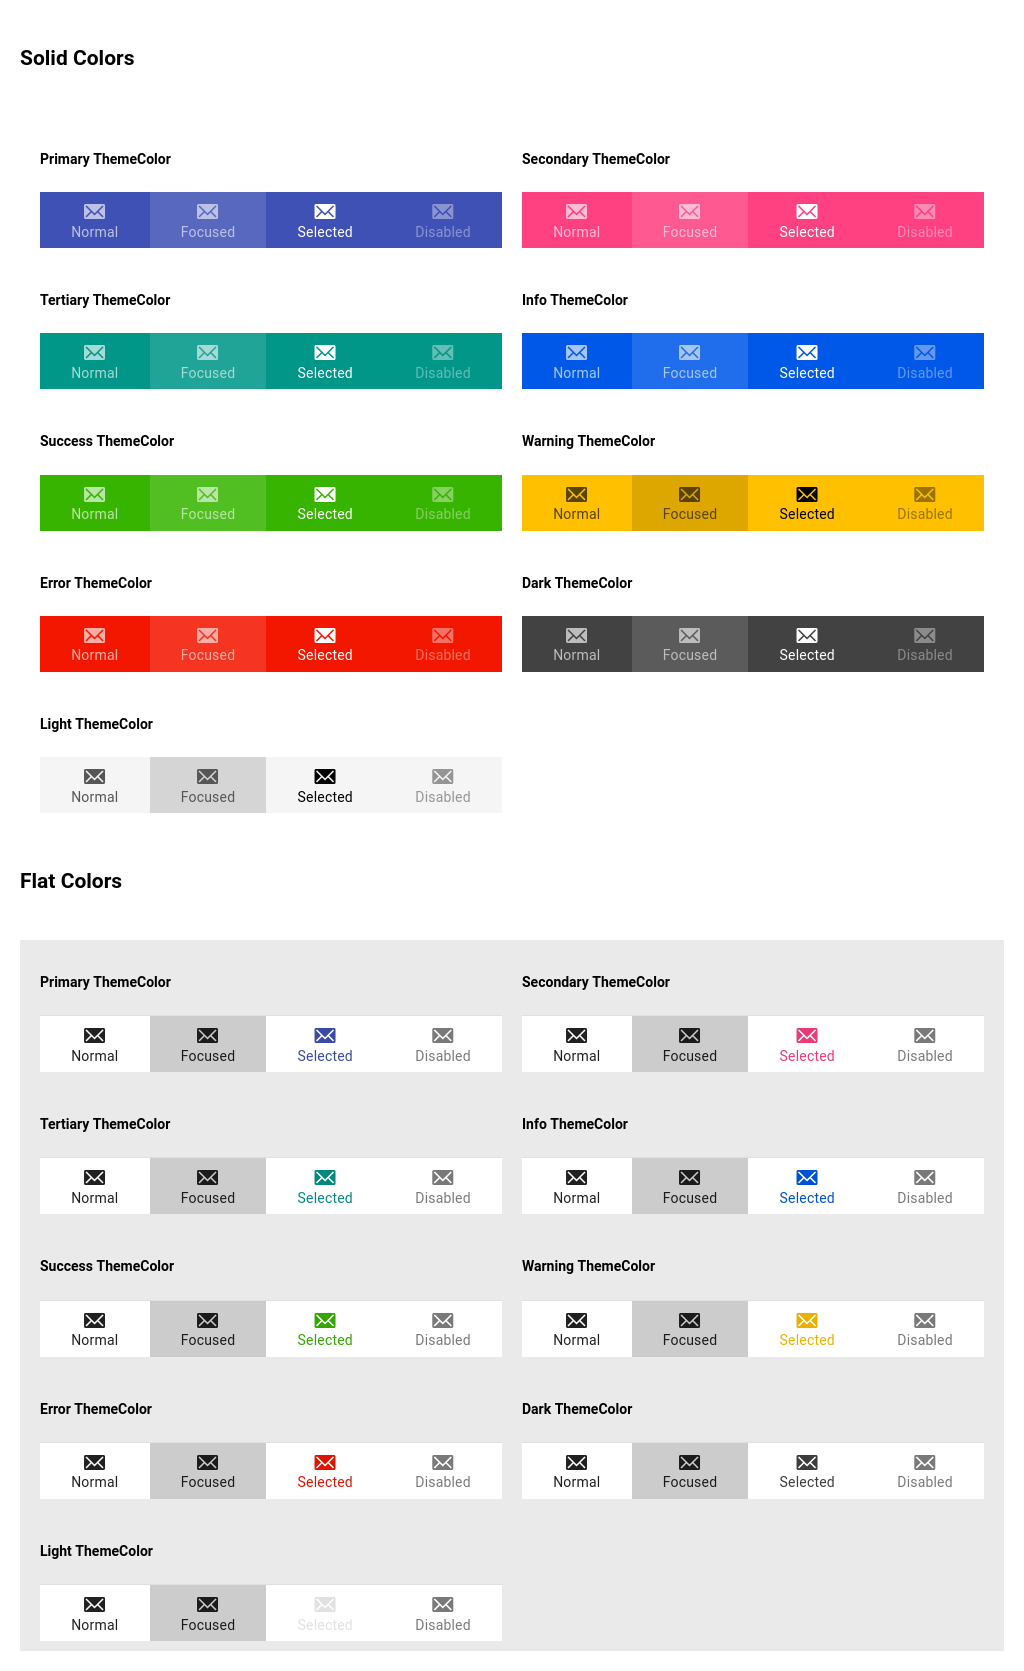 Solid Colors
Primary ThemeColor
Secondary ThemeColor
Normal Focused Selected Disabled
Normal Focused Selected Disabled
Tertiary ThemeColor
Info ThemeColor
Normal Focused Selected Disabled
Normal Focused Selected Disabled
Success ThemeColor
Warning ThemeColor
Normal Focused Selected Disabled
Normal Focused Selected Disabled
Error ThemeColor
Dark ThemeColor
Normal Focused Selected Disabled
Normal Focused Selected Disabled
Light ThemeColor
Normal Focused Selected Disabled
Flat Colors
Primary ThemeColor
Secondary ThemeColor
Normal Focused Selected Disabled
Normal Focused Selected Disabled
Tertiary ThemeColor
Info ThemeColor
Normal Focused Selected Disabled
Normal Focused Selected Disabled
Success ThemeColor
Warning ThemeColor
Normal Focused Selected Disabled
Normal Focused Selected Disabled
Error ThemeColor
Dark ThemeColor
Normal Focused Selected Disabled
Normal Focused Selected Disabled
Light ThemeColor
Normal Focused Selected Disabled